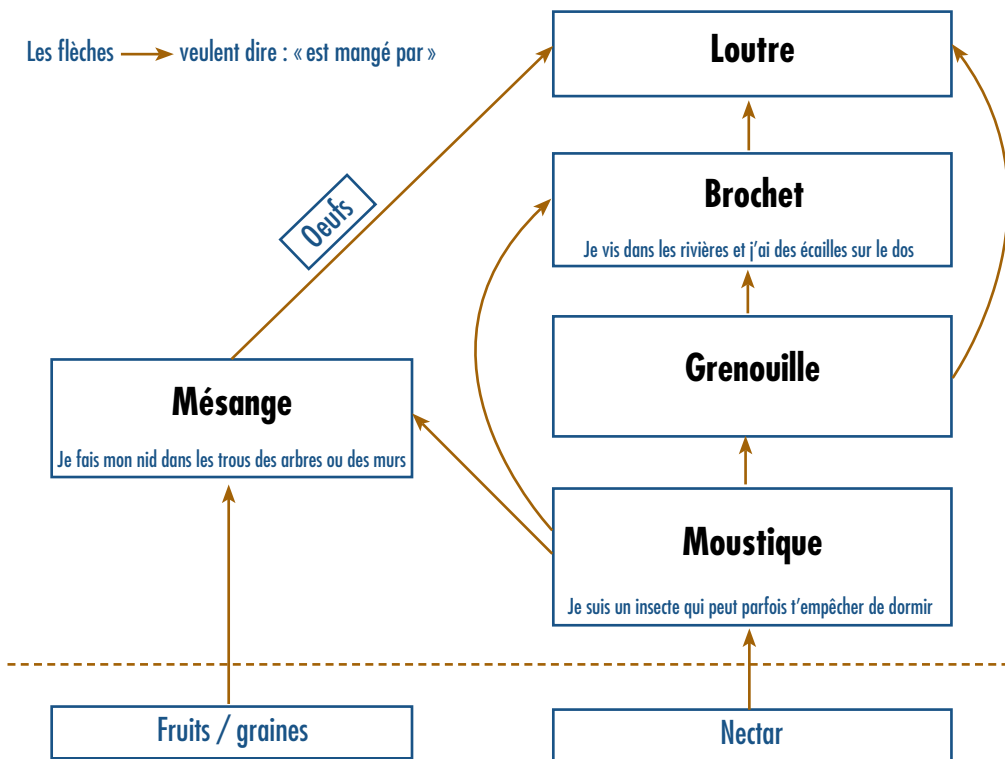 Les flèches veulent dire : « est mangé par »
Loutre
Oeufs
Brochet
Je vis dans les rivières et j’ai des écailles sur le dos
Grenouille
Mésange
Je fais mon nid dans les trous des arbres ou des murs
Moustique
Je suis un insecte qui peut parfois t’empêcher de dormir
Fruits / graines
Nectar